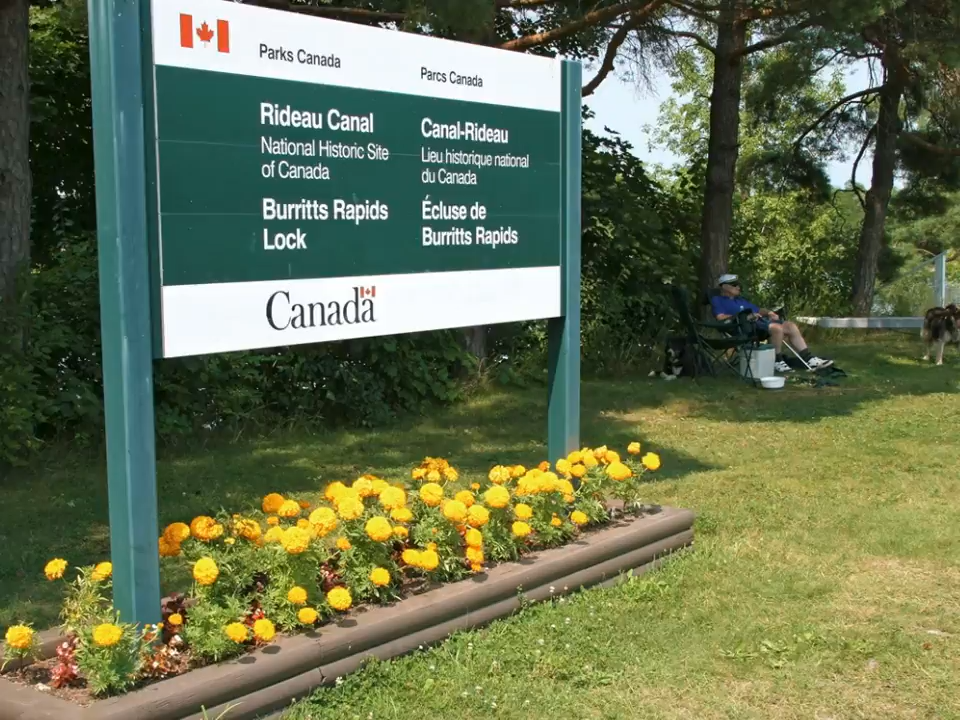 Parks Canada
Parcs Canada
Rideau Canal
National Historic Site
of Canada
Burritts Rapids
Lock
Canal-Rideau
Lieu historique national
du Canada
Écluse de
Burritts Rapids
Canada